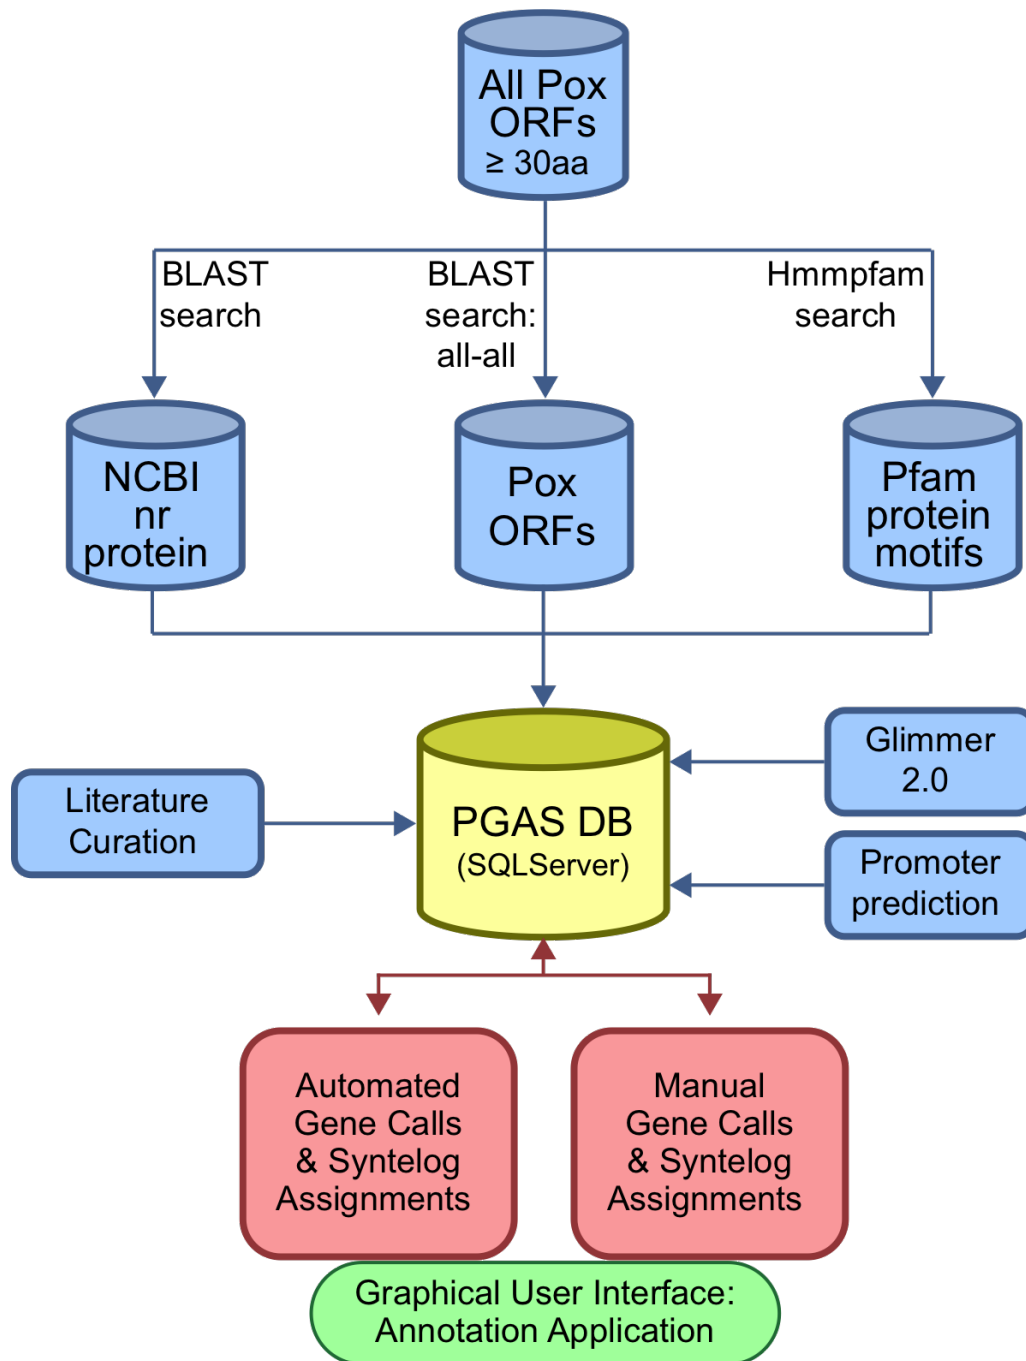 All Pox
ORFs
≥ 30aa
BLAST
search
BLAST
search:
all-all
Hmmpfam
search
NCBI
nr
protein
Pox
ORFs
Pfam
protein
motifs
Literature
Curation
PGAS DB
(SQLServer)
Glimmer
2.0
Promoter
prediction
Automated
Gene Calls
& Syntelog
Assignments
Manual
Gene Calls
& Syntelog
Assignments
Graphical User Interface:
Annotation Application